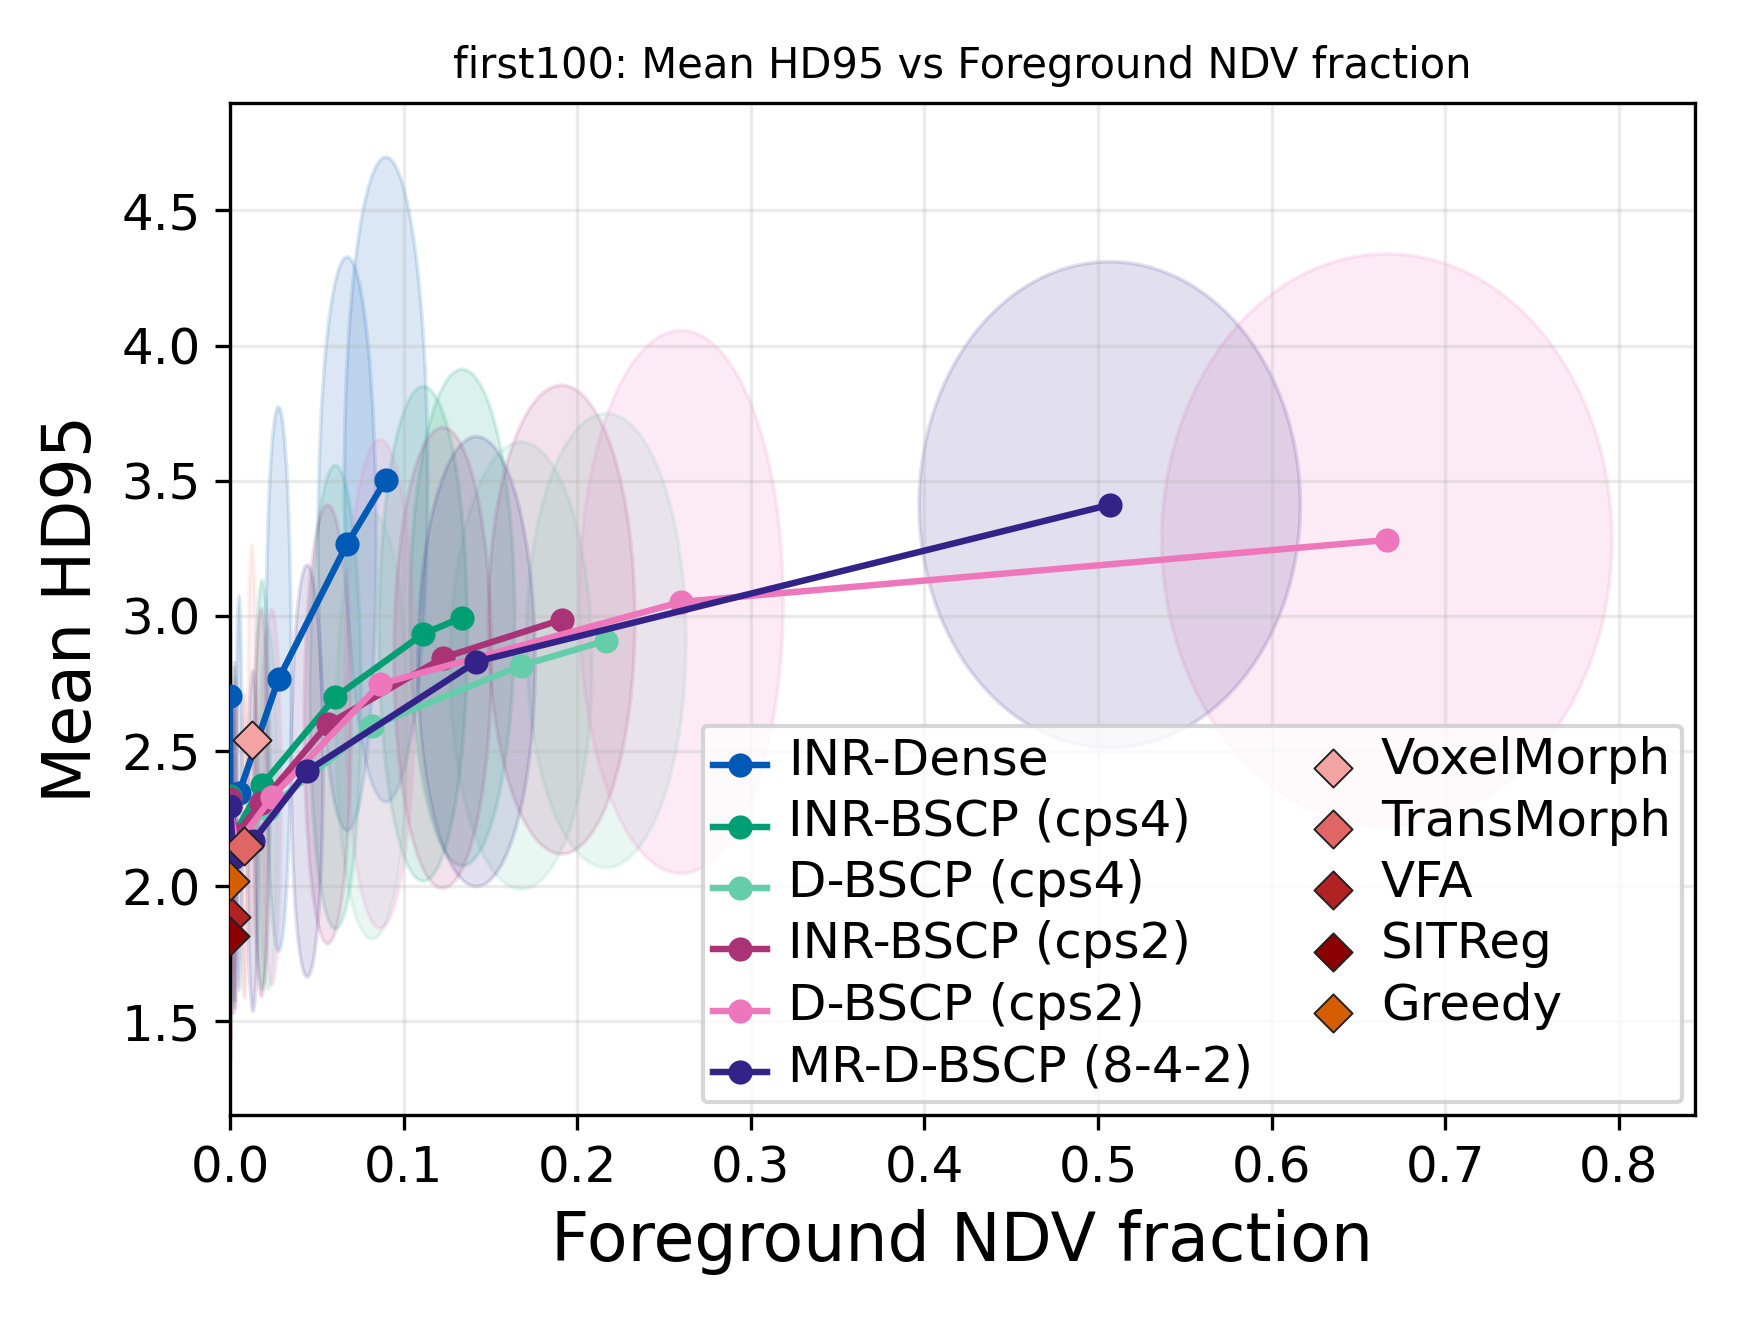 first100: Mean HD95 vs Foreground NDV fraction
Mean HD95
4.5
4.0
3.5
3.0
2.5
2.0
1.5
INR-Dense
INR-BSCP (cps4)
D-BSCP (cps4)
INR-BSCP (cps2)
D-BSCP (cps2)
MR-D-BSCP (8-4-2)
VoxelMorph
TransMorph
VFA
SITReg
Greedy
0.0 0.1 0.2 0.3 0.4 0.5 0.6 0.7 0.8
Foreground NDV fraction